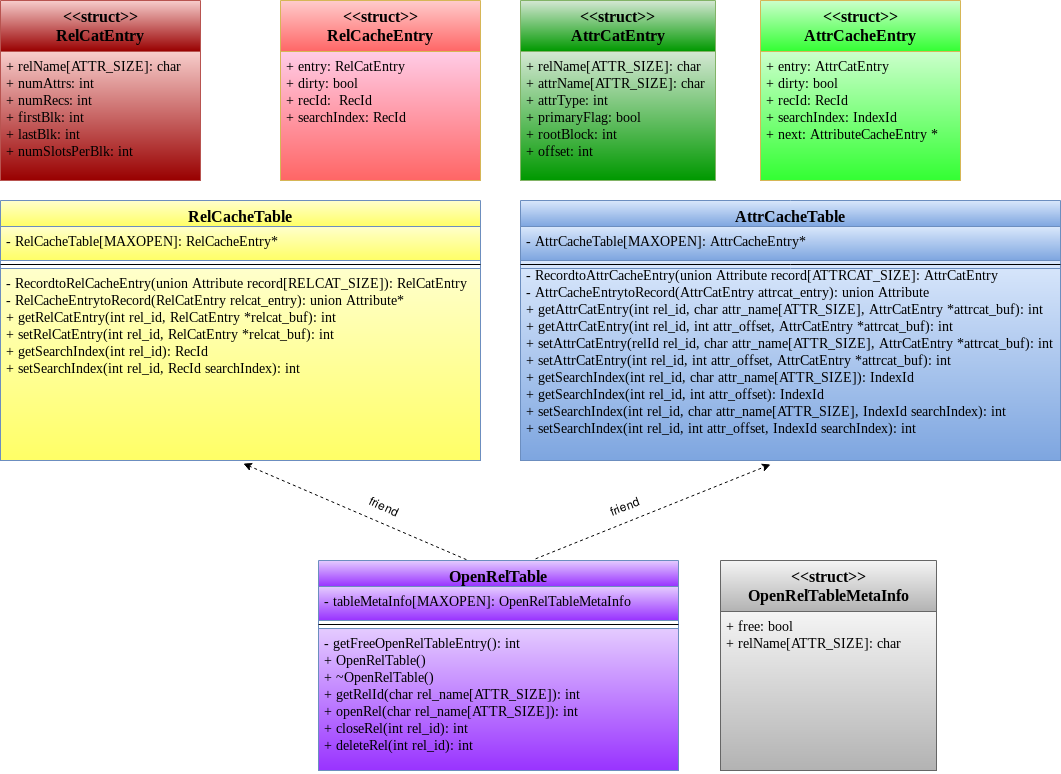 <<struct>>
RelCatEntry
+ relName[ATTR_SIZE]: char
+ numAttrs: int
+ numRecs: int
+ firstBlk: int
+ lastBlk: int
+ numSlotsPerBlk: int
<<struct>>
RelCacheEntry
+ entry: RelCatEntry
+ dirty: bool
+ recId:  RecId
+ searchIndex: RecId
<<struct>>
AttrCatEntry
+ relName[ATTR_SIZE]: char
+ attrName[ATTR_SIZE]: char
+ attrType: int
+ primaryFlag: bool
+ rootBlock: int
+ offset: int
<<struct>>
AttrCacheEntry
+ entry: AttrCatEntry
+ dirty: bool
+ recId: RecId
+ searchIndex: IndexId
+ next: AttributeCacheEntry *
RelCacheTable
- RelCacheTable[MAXOPEN]: RelCacheEntry*
- RecordtoRelCacheEntry(union Attribute record[RELCAT_SIZE]): RelCatEntry
- RelCacheEntrytoRecord(RelCatEntry relcat_entry): union Attribute*
+ getRelCatEntry(int rel_id, RelCatEntry *relcat_buf): int
+ setRelCatEntry(int rel_id, RelCatEntry *relcat_buf): int
+ getSearchIndex(int rel_id): RecId
+ setSearchIndex(int rel_id, RecId searchIndex): int
AttrCacheTable
- AttrCacheTable[MAXOPEN]: AttrCacheEntry*
- RecordtoAttrCacheEntry(union Attribute record[ATTRCAT_SIZE]: AttrCatEntry
- AttrCacheEntrytoRecord(AttrCatEntry attrcat_entry): union Attribute
+ getAttrCatEntry(int rel_id, char attr_name[ATTR_SIZE], AttrCatEntry *attrcat_buf): int
+ getAttrCatEntry(int rel_id, int attr_offset, AttrCatEntry *attrcat_buf): int
+ setAttrCatEntry(relId rel_id, char attr_name[ATTR_SIZE], AttrCatEntry *attrcat_buf): int
+ setAttrCatEntry(int rel_id, int attr_offset, AttrCatEntry *attrcat_buf): int
+ getSearchIndex(int rel_id, char attr_name[ATTR_SIZE]): IndexId
+ getSearchIndex(int rel_id, int attr_offset): IndexId
+ setSearchIndex(int rel_id, char attr_name[ATTR_SIZE], IndexId searchIndex): int
+ setSearchIndex(int rel_id, int attr_offset, IndexId searchIndex): int
friend
friend
OpenRelTable
- tableMetaInfo[MAXOPEN]: OpenRelTableMetaInfo
- getFreeOpenRelTableEntry(): int
+ OpenRelTable()
+ ~OpenRelTable()
+ getRelId(char rel_name[ATTR_SIZE]): int
+ openRel(char rel_name[ATTR_SIZE]): int
+ closeRel(int rel_id): int
+ deleteRel(int rel_id): int
<<struct>>
OpenRelTableMetaInfo
+ free: bool
+ relName[ATTR_SIZE]: char